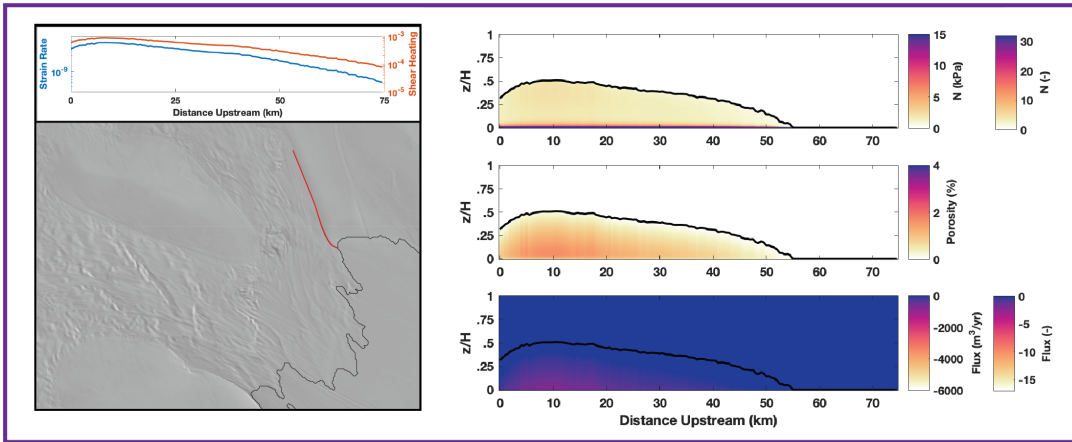 Strain Rate
10^-9
10^-3
10^-4
10^-5
Shear Heating
0 25 50 75
Distance Upstream (km)
z/H
1
.75
.5
.25
0
0 10 20 30 40 50 60 70
15
10
5
0
N (kPa)
30
20
10
0
N (-)
z/H
1
.75
.5
.25
0
0 10 20 30 40 50 60 70
4
2
0
Porosity (%)
z/H
1
.75
.5
.25
0
0 10 20 30 40 50 60 70
Distance Upstream (km)
0
-2000
-4000
-6000
Flux (m^3/yr)
0
-5
-10
-15
Flux (-)